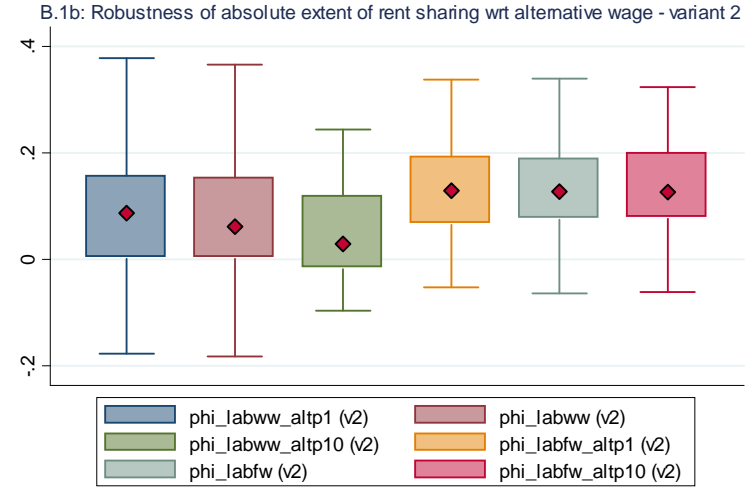 B.1b: Robustness of absolute extent of rent sharing wrt alternative wage - variant 2
.4
.2
0
-.2
phi_labww_altp1 (v2) phi_labww (v2)
phi_labww_altp10 (v2) phi_labfw_altp1 (v2)
phi_labfw (v2) phi_labfw_altp10 (v2)